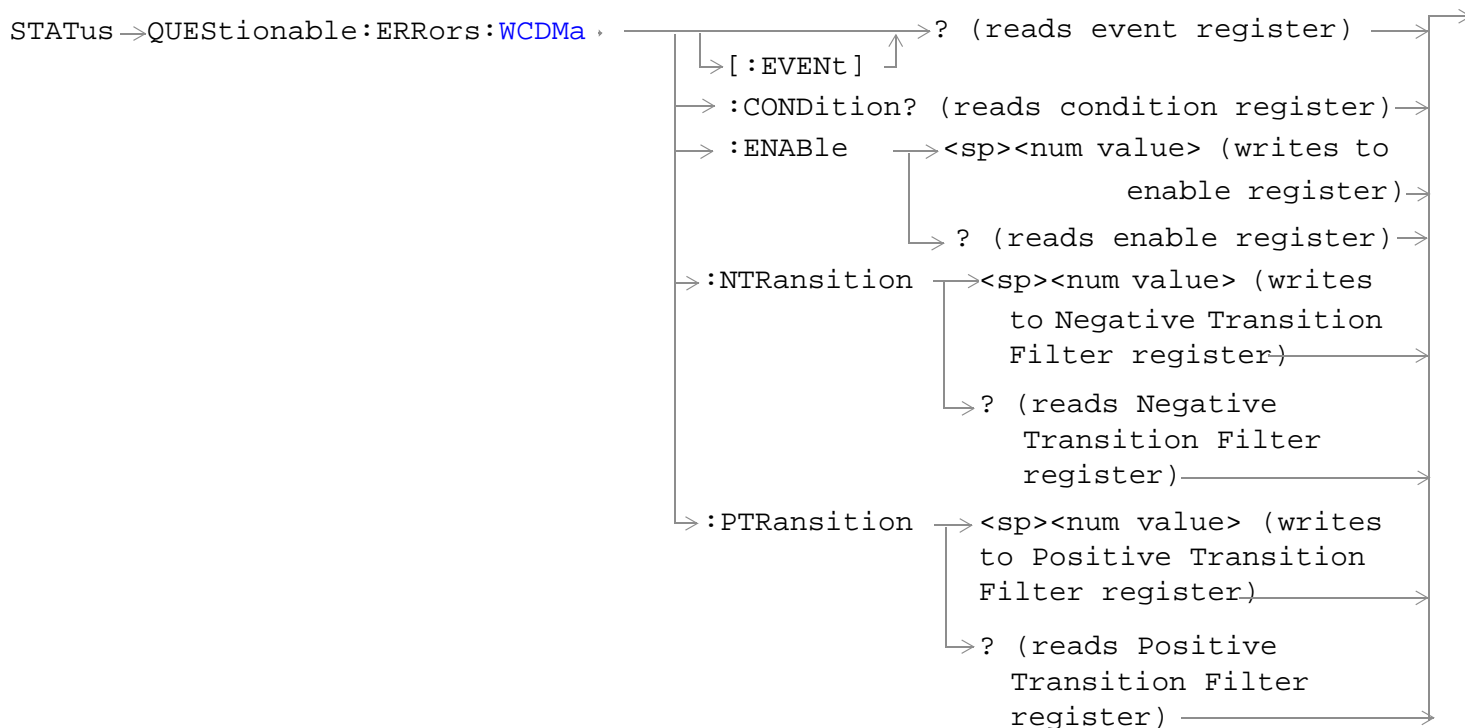 STATus QUEStionable:ERRors:WCDMa ? (reads event register)
[:EVENt]
:CONDition? (reads condition register)
:ENABle <sp><num value> (writes to
enable register)
? (reads enable register)
:NTRansition <sp><num value> (writes
to Negative Transition
Filter register)
? (reads Negative
Transition Filter
register)
:PTRansition <sp><num value> (writes
to Positive Transition
Filter register)
? (reads Positive
Transition Filter
register)